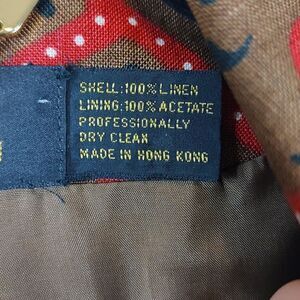 SHELL:100% LINEN
LINING:100% ACETATE
PROFESSIONALLY
DRY CLEAN
MADE IN HONG KONG